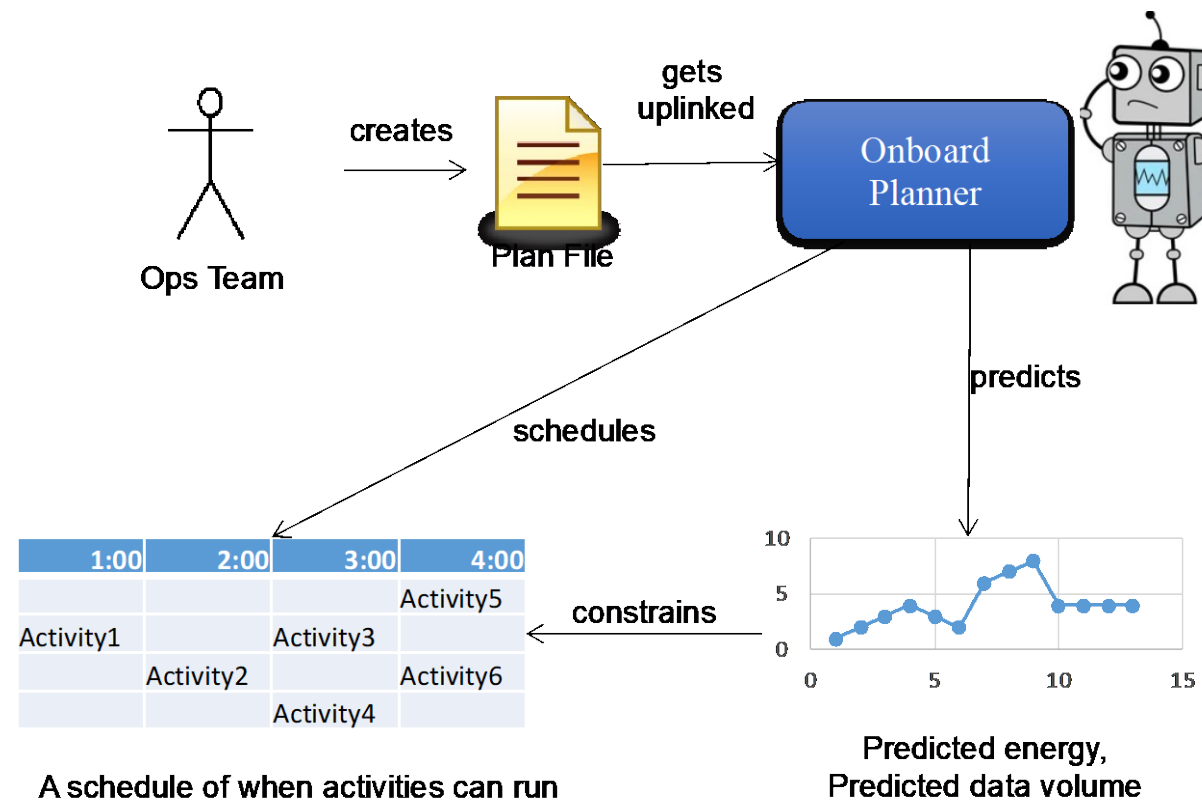 gets
uplinked
creates
Onboard
Planner
Plan File
Ops Team
predicts
schedules
1:00 2:00 3:00 4:00
Activity5
Activity1 Activity3
Activity2 Activity6
Activity4
constrains
10
5
0
0 5 10 15
A schedule of when activities can run
Predicted energy,
Predicted data volume